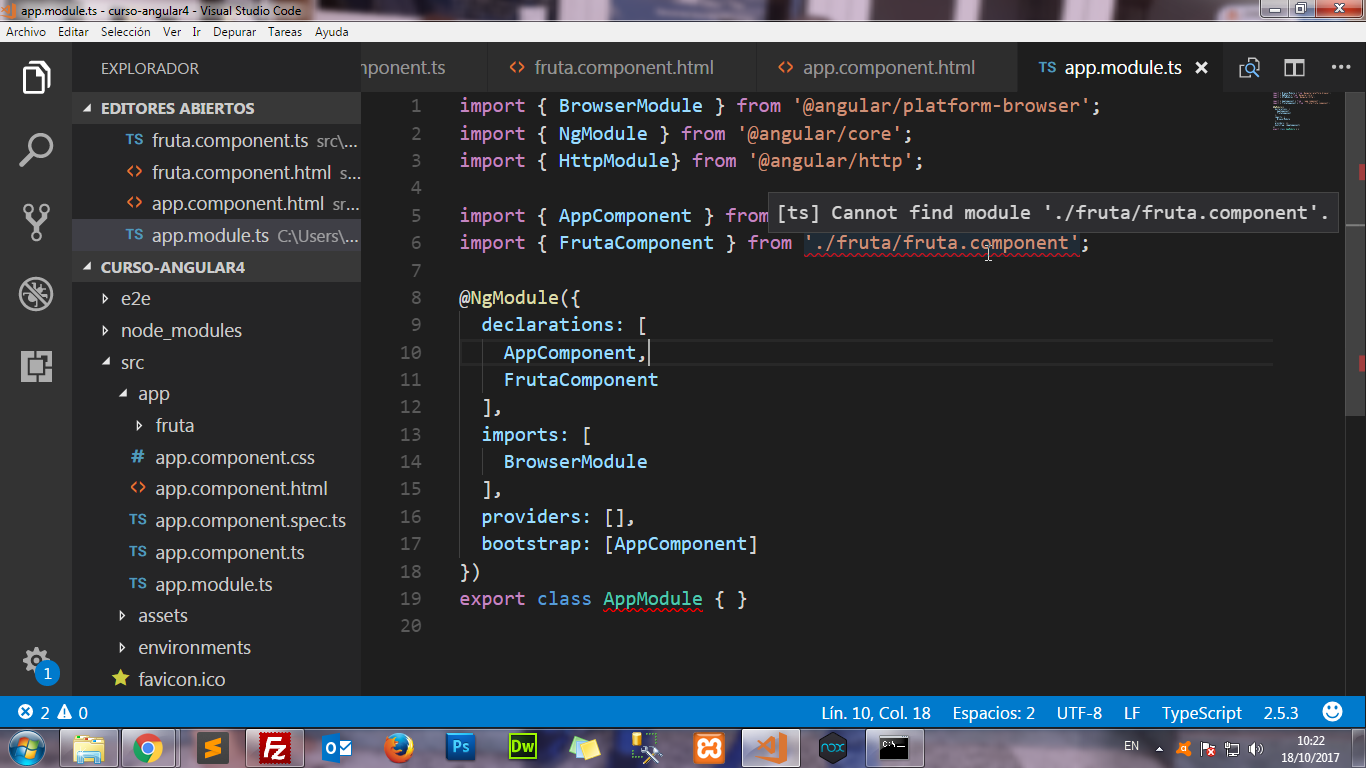 app.module.ts - curso-angular4 - Visual Studio Code
Archivo Editar Selección Ver Ir Depurar Tareas Ayuda
EXPLORADOR
EDITORES ABIERTOS
TS fruta.component.ts src\...
<> fruta.component.html s...
<> app.component.html sr...
TS app.module.ts C:\Users\...
CURSO-ANGULAR4
e2e
node_modules
src
app
fruta
# app.component.css
<> app.component.html
TS app.component.spec.ts
TS app.component.ts
TS app.module.ts
assets
environments
favicon.ico
1
mponent.ts <> fruta.component.html <> app.component.html TS app.module.ts
1 import { BrowserModule } from '@angular/platform-browser';
2 import { NgModule } from '@angular/core';
3 import { HttpModule} from '@angular/http';
4
5 import { AppComponent } from
[ts] Cannot find module './fruta/fruta.component'.
6 import { FrutaComponent } from './fruta/fruta.component';
7
8 @NgModule({
9 declarations: [
10 AppComponent,
11 FrutaComponent
12 ],
13 imports: [
14 BrowserModule
15 ],
16 providers: [],
17 bootstrap: [AppComponent]
18 })
19 export class AppModule { }
20
2 0 Lín. 10, Col. 18 Espacios: 2 UTF-8 LF TypeScript 2.5.3
Fz Ps Dw nox C:\_ EN 10:22
18/10/2017